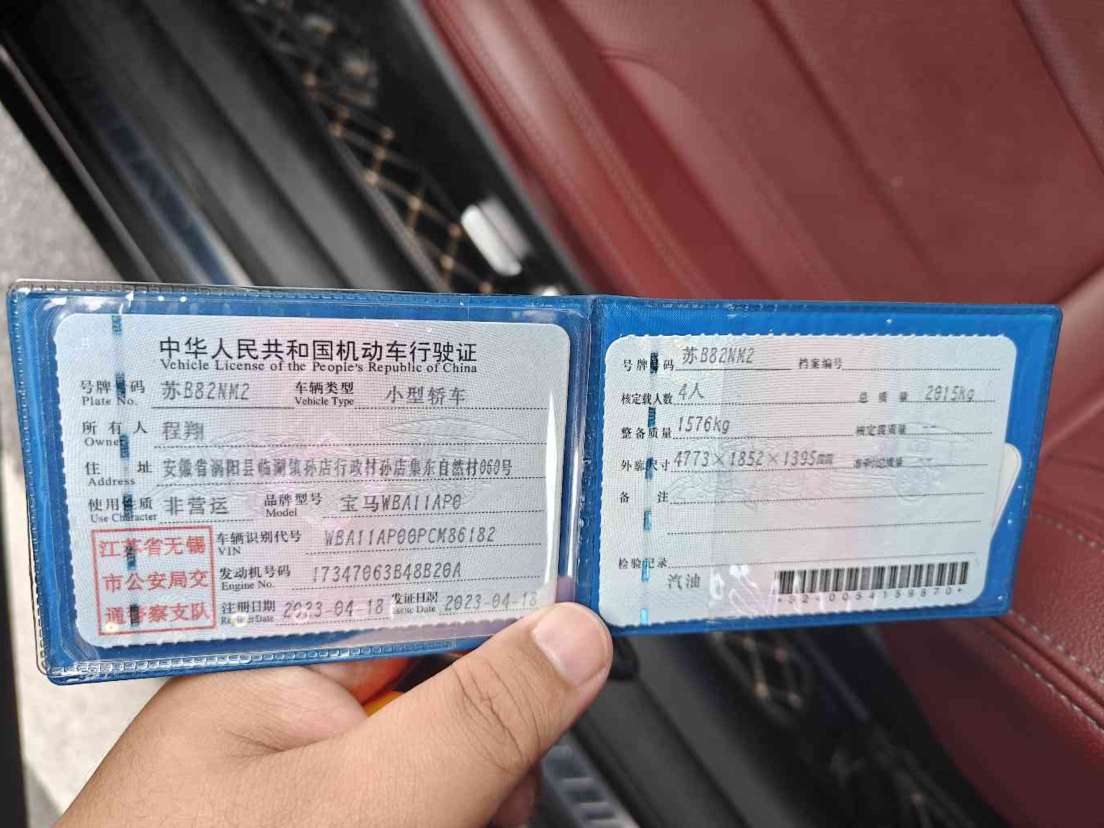 中华人民共和国机动车行驶证
Vehicle License of the People's Republic of China
号牌号码 苏B82NM2 车辆类型 小型轿车
Plate No. Vehicle Type
所有人 程翔
Owner
住址 安徽省涡阳县临湖镇孙店行政村孙店集东自然村060号
Address
使用性质 非营运 品牌型号 宝马WBA11AP0
Use Character Model
江苏省无锡
市公安局交
通警察支队
车辆识别代号 WBA11AP00PCM86182
VIN
发动机号码 17347063B48B20A
Engine No.
注册日期 2023-04-18 发证日期 2023-04-18
Register Date Issue Date
号牌号码 苏B82NM2 档案编号
核定载人数 4人 总质量 2015kg
整备质量 1576kg 核定载质量 --
外廓尺寸 4773×1852×1395mm 准牵引总质量 --
备注
检验记录
汽油